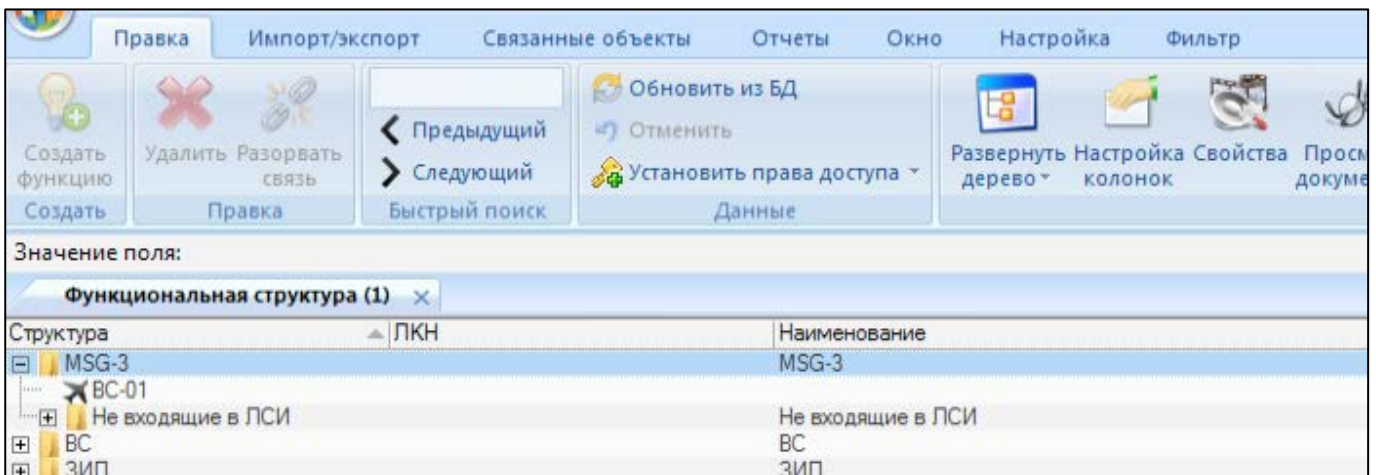 Правка Импорт/экспорт Связанные объекты Отчеты Окно Настройка Фильтр
Создать функцию
Создать
Удалить Разорвать связь
Правка
Предыдущий
Следующий
Быстрый поиск
Обновить из БД
Отменить
Установить права доступа
Данные
Развернуть дерево
Настройка колонок
Свойства
Значение поля:
Функциональная структура (1)
Структура ЛКН Наименование
MSG-3 MSG-3
ВС-01
Не входящие в ЛСИ Не входящие в ЛСИ
ВС ВС
ЗИП ЗИП